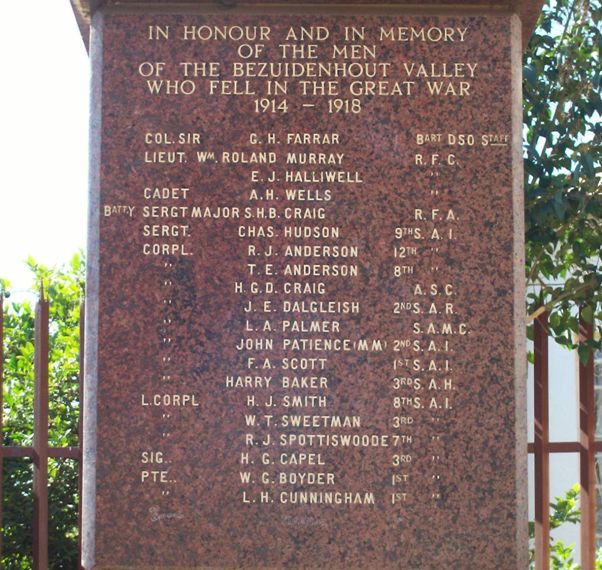 IN HONOUR AND IN MEMORY
OF THE MEN
OF THE BEZUIDENHOUT VALLEY
WHO FELL IN THE GREAT WAR
1914 – 1918
COL. SIR G. H. FARRAR BART DSO STAFF
LIEUT. WM. ROLAND MURRAY R. F. C.
E. J. HALLIWELL "
CADET A. H. WELLS "
BATTY SERGT MAJOR S.H.B. CRAIG R. F. A.
SERGT. CHAS. HUDSON 9TH S. A. I.
CORPL. R. J. ANDERSON 12TH "
" T. E. ANDERSON 8TH "
" H. G. D. CRAIG A. S. C
" J. E. DALGLEISH 2ND S. A. R.
" L. A. PALMER S.A.M.C.
" JOHN PATIENCE (MM) 2ND S. A. I.
" F. A. SCOTT 1ST S. A. I.
" HARRY BAKER 3RD S. A. H.
L. CORPL H. J. SMITH 8TH S. A. I.
" W. T. SWEETMAN 3RD "
" R. J. SPOTTISWOODE 7TH "
SIG.. H. G. CAPEL 3RD "
PTE.. W. G. BOYDER 1ST "
" L. H. CUNNINGHAM 1ST "